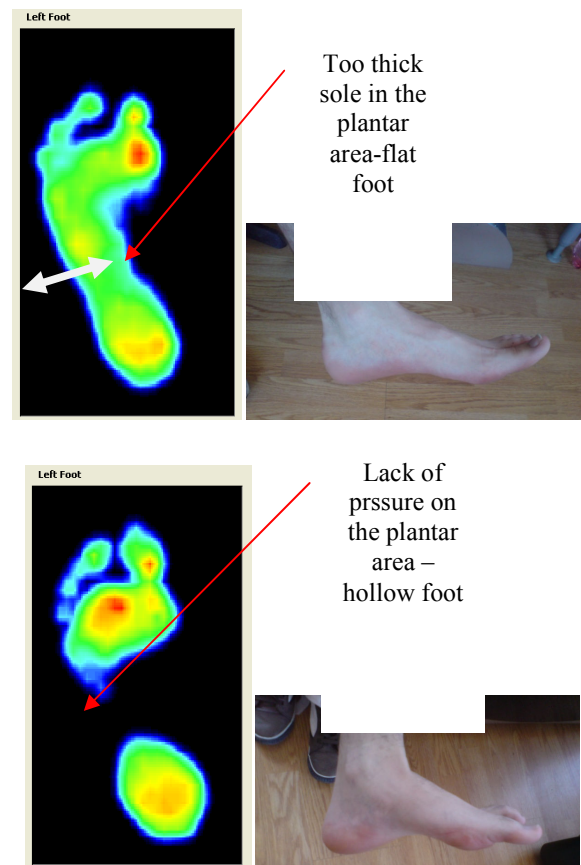 Left Foot
Too thick
sole in the
plantar
area-flat
foot
Left Foot
Lack of
prssure on
the plantar
area –
hollow foot